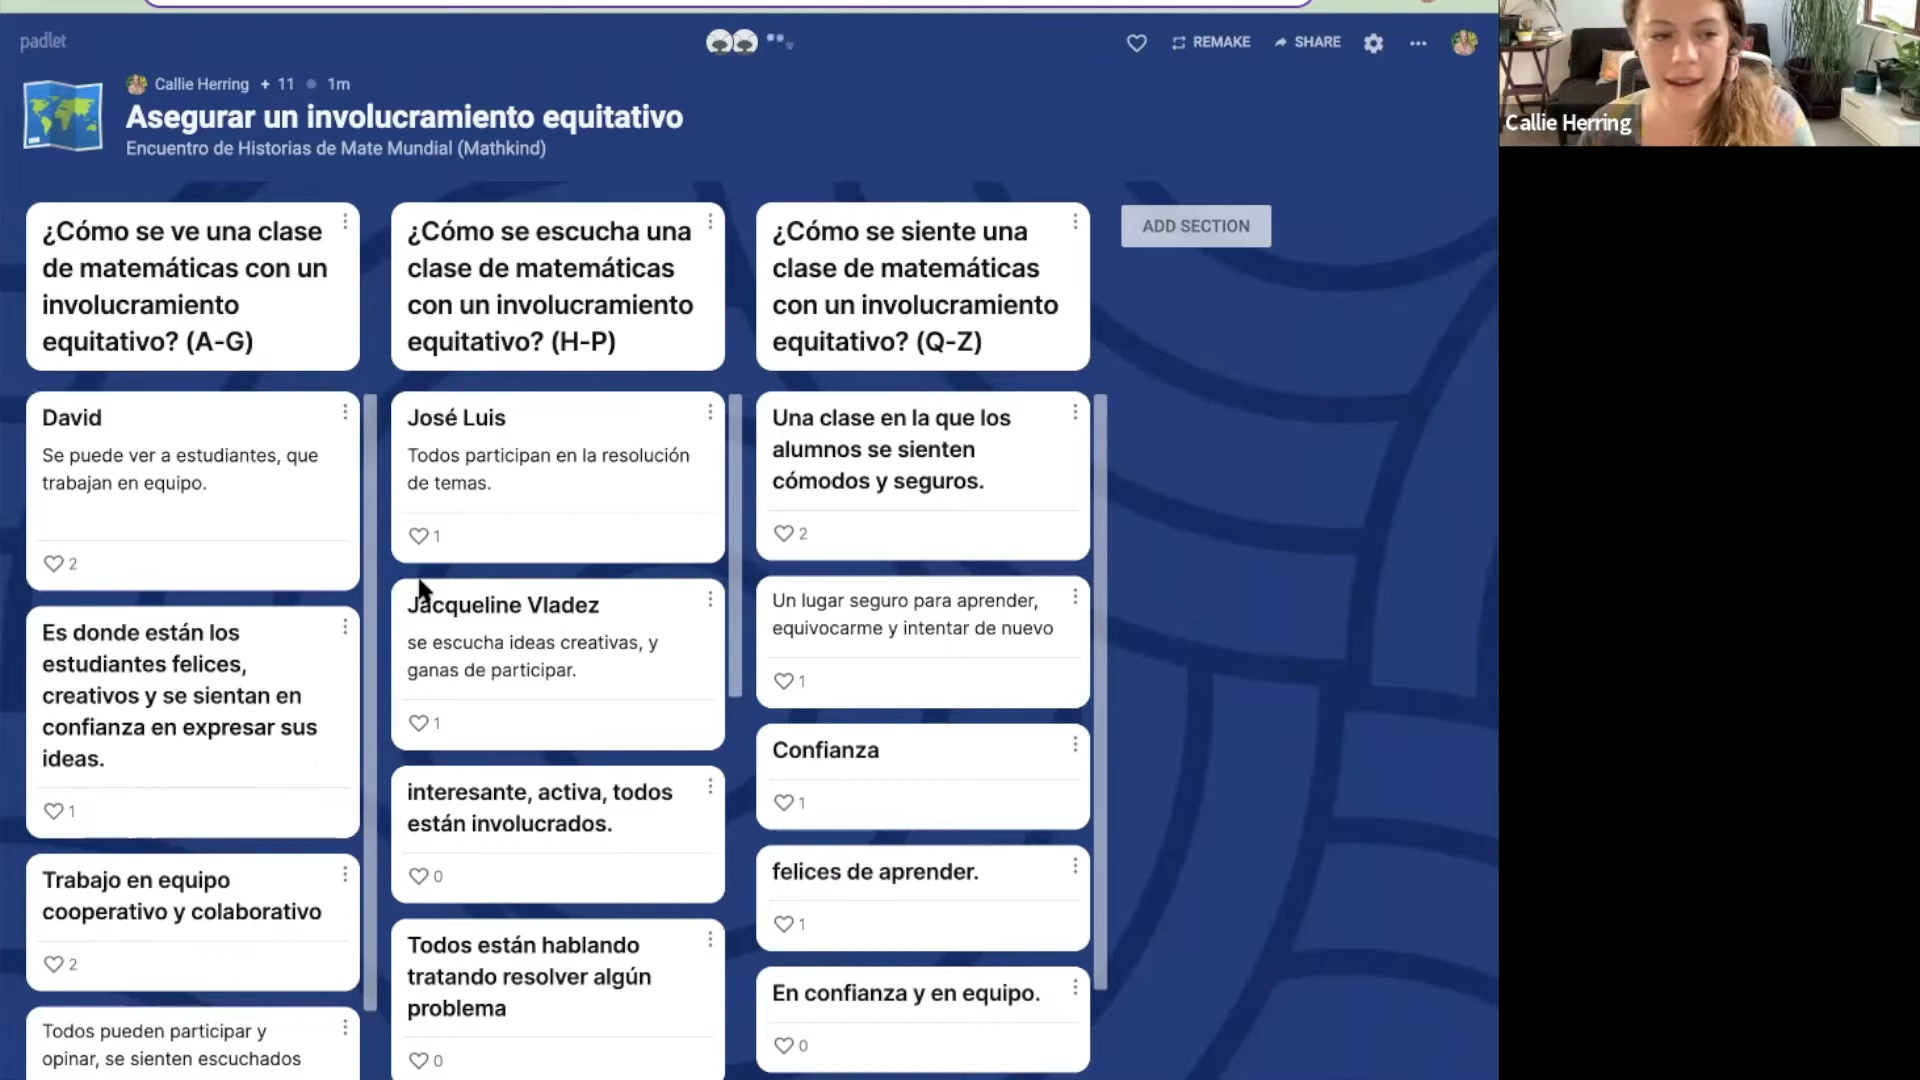 padlet
REMAKE
SHARE
Callie Herring + 11 1m
Asegurar un involucramiento equitativo
Encuentro de Historias de Mate Mundial (Mathkind)
Callie Herring
¿Cómo se ve una clase
de matemáticas con un
involucramiento
equitativo? (A-G)
David
Se puede ver a estudiantes, que
trabajan en equipo.
2
Es donde están los
estudiantes felices,
creativos y se sientan en
confianza en expresar sus
ideas.
1
Trabajo en equipo
cooperativo y colaborativo
2
Todos pueden participar y
opinar, se sienten escuchados
¿Cómo se escucha una
clase de matemáticas
con un involucramiento
equitativo? (H-P)
José Luis
Todos participan en la resolución
de temas.
1
Jacqueline Vladez
se escucha ideas creativas, y
ganas de participar.
1
interesante, activa, todos
están involucrados.
0
Todos están hablando
tratando resolver algún
problema
0
¿Cómo se siente una
clase de matemáticas
con un involucramiento
equitativo? (Q-Z)
Una clase en la que los
alumnos se sienten
cómodos y seguros.
2
Un lugar seguro para aprender,
equivocarme y intentar de nuevo
1
Confianza
1
felices de aprender.
1
En confianza y en equipo.
0
ADD SECTION